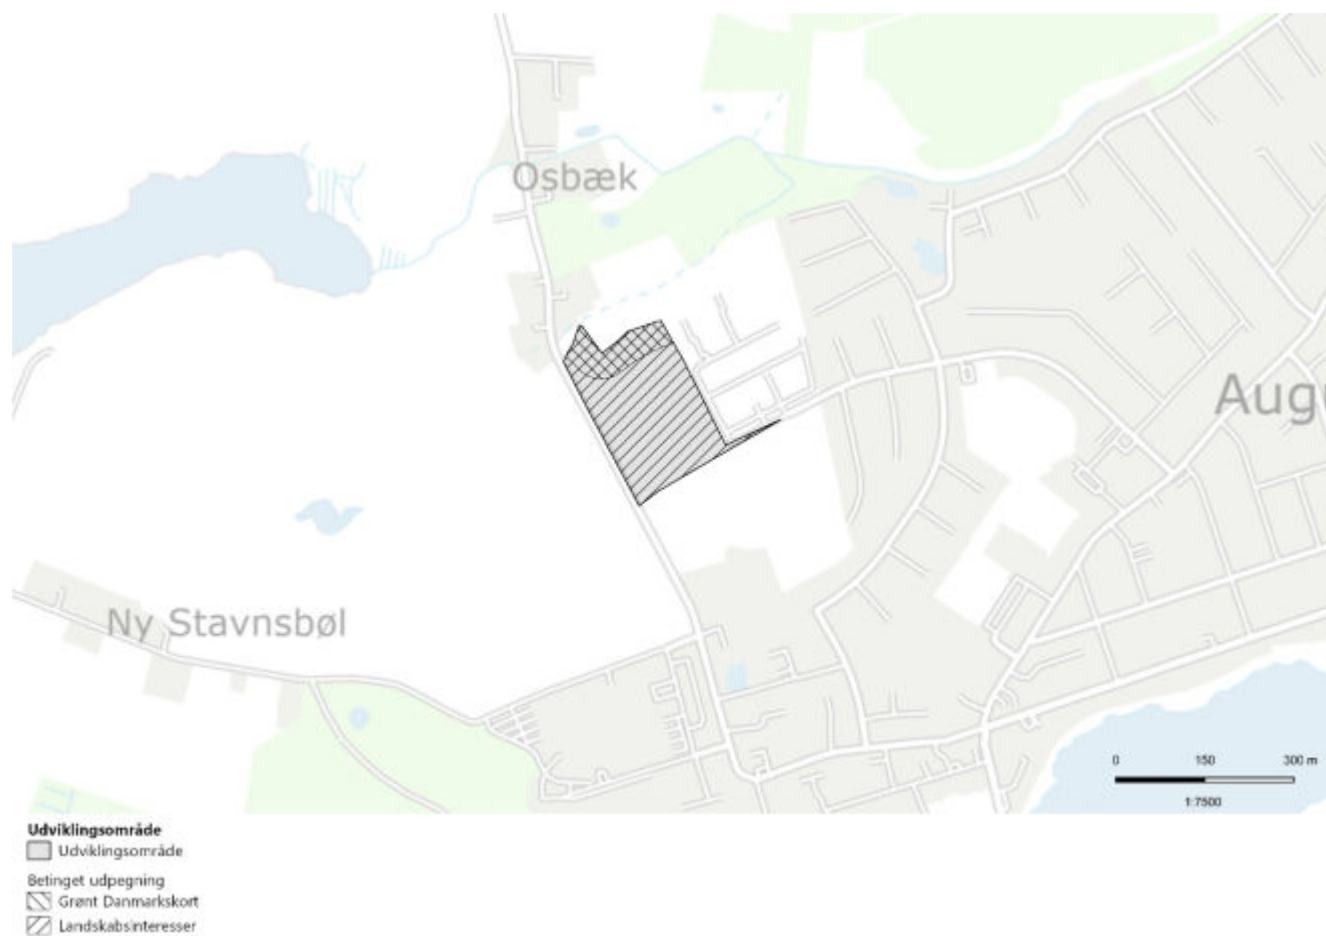 Osbæk
Aug
Ny Stavnsbøl
0 150 300 m
1:7500
Udviklingsområde
Udviklingsområde
Betinget udpegning
Grønt Danmarkskort
Landskabsinteresser